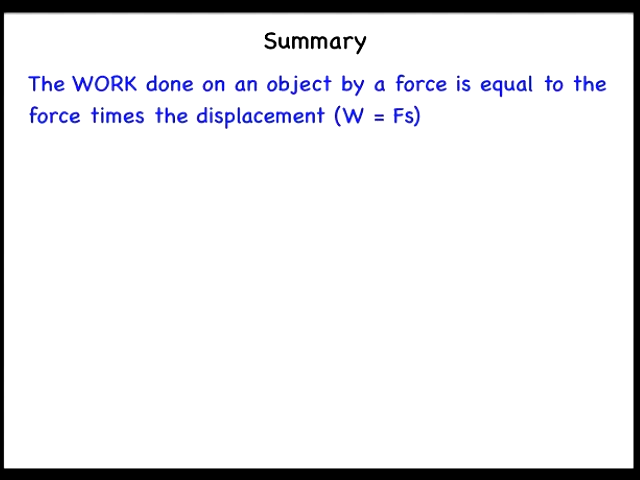 Summary
The WORK done on an object by a force is equal to the
force times the displacement (W = Fs)